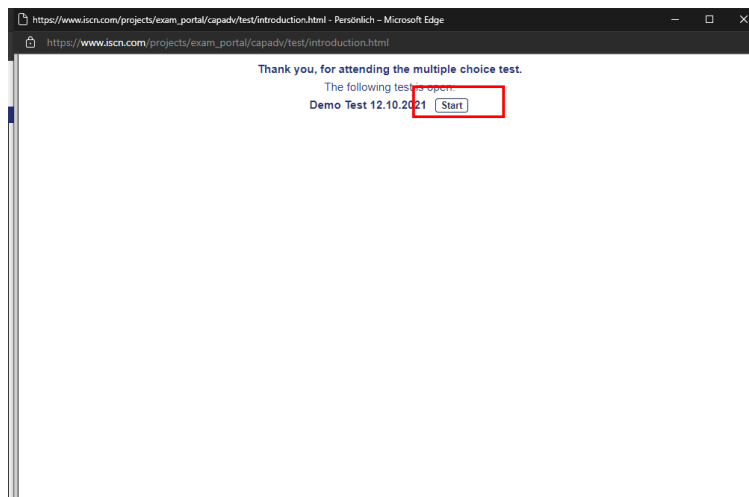 https://www.iscn.com/projects/exam_portal/capadv/test/introduction.html - Persönlich – Microsoft Edge
https://www.iscn.com/projects/exam_portal/capadv/test/introduction.html
Thank you, for attending the multiple choice test.
The following test is open:
Demo Test 12.10.2021 Start